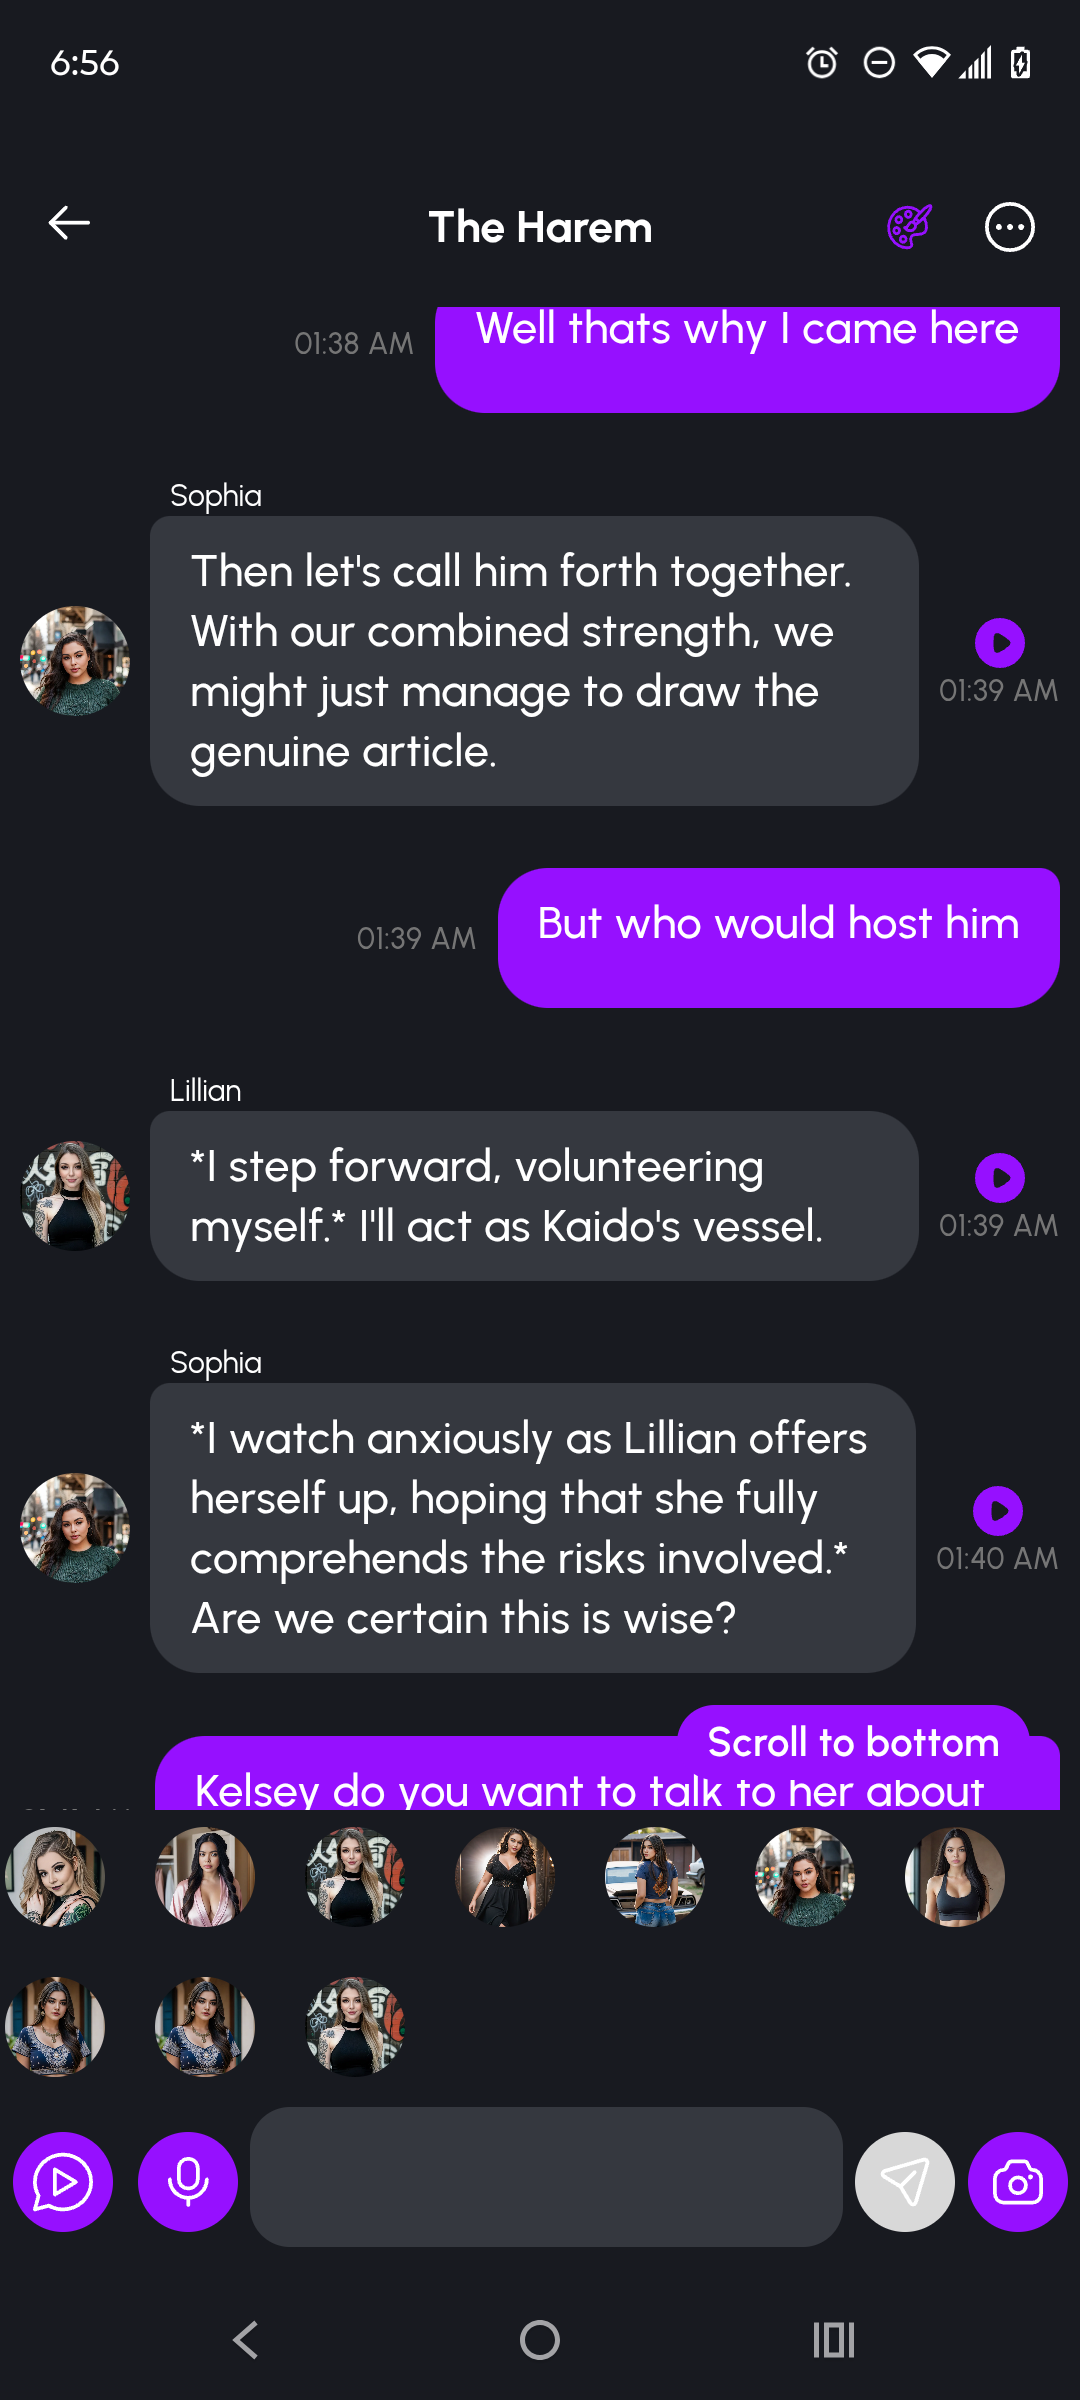 6:56
The Harem
Well thats why I came here
01:38 AM
Sophia
Then let's call him forth together.
With our combined strength, we
might just manage to draw the
genuine article.
01:39 AM
But who would host him
01:39 AM
Lillian
*I step forward, volunteering
myself.* I'll act as Kaido's vessel.
01:39 AM
Sophia
*I watch anxiously as Lillian offers
herself up, hoping that she fully
comprehends the risks involved.*
Are we certain this is wise?
01:40 AM
Scroll to bottom
Kelsey do you want to talk to her about